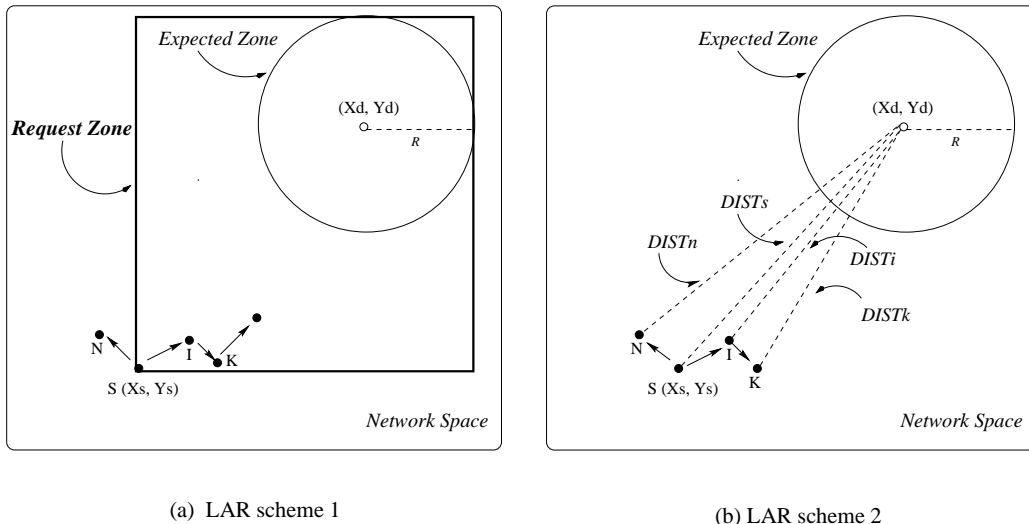 Expected Zone
(Xd, Yd)
R
Request Zone
N
I
K
S (Xs, Ys)
Network Space
(a) LAR scheme 1
Expected Zone
(Xd, Yd)
R
DISTs
DISTn
DISTi
DISTk
N
I
K
S (Xs, Ys)
Network Space
(b) LAR scheme 2